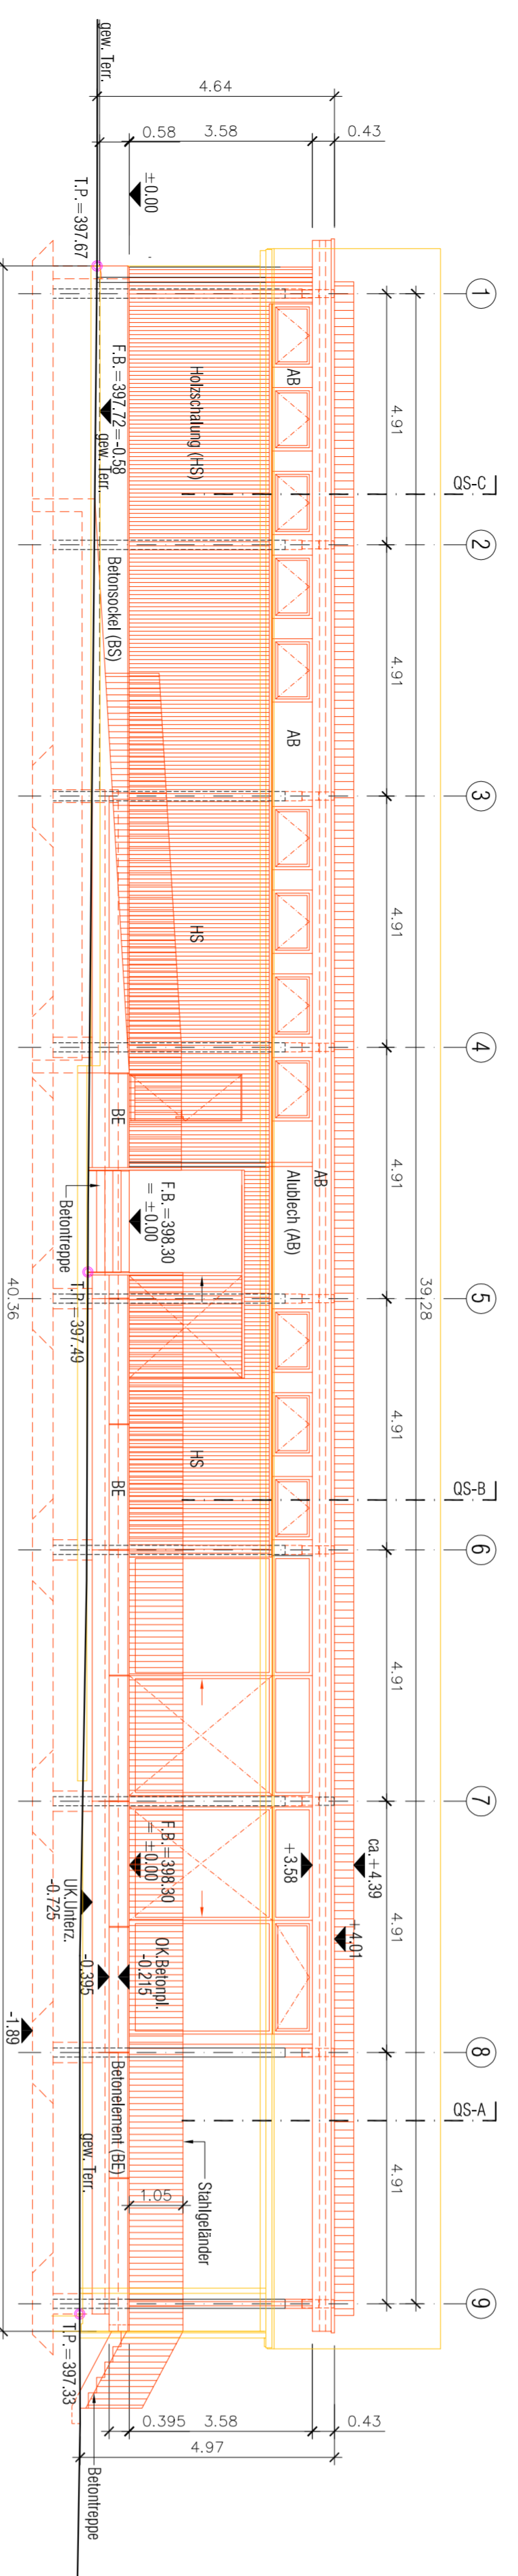 1
2
3
4
5
6
7
8
9
QS-C
QS-B
QS-A
39.28
4.91
4.91
4.91
4.91
4.91
4.91
4.91
4.91
ca.+4.39
+4.01
+3.58
4.64
0.43
3.58
0.58
±0.00
AB
AB
AB
Alublech (AB)
Holzschalung (HS)
HS
HS
gew. Terr.
T.P.=397.67
F.B.=397.72=-0.58
gew. Terr.
Betonsockel (BS)
BE
F.B.=398.30
=±0.00
Betontreppe
T.P.=397.49
BE
F.B.=398.30
=±0.00
OK.Betonpl.
-0.215
-0.395
UK.Unterz.
-0.725
-1.89
Betonelement (BE)
gew. Terr.
Stahlgeländer
1.05
T.P.=397.33
Betontreppe
0.43
3.58
0.395
4.97
40.36